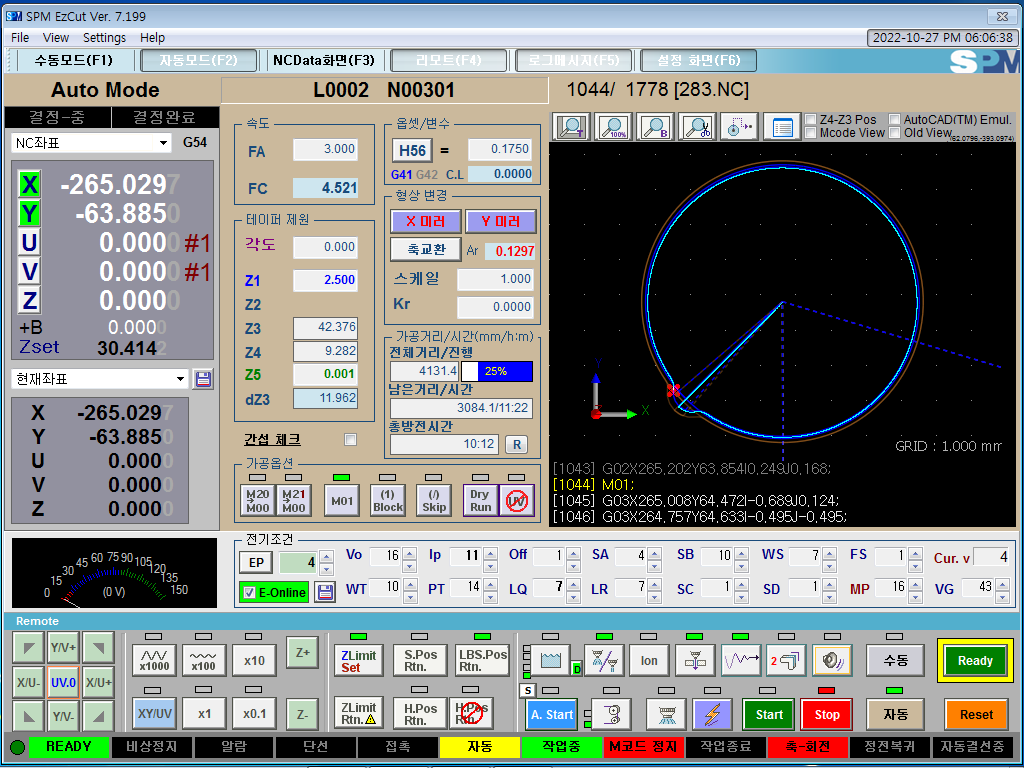 SPM EzCut Ver. 7.199
File View Settings Help
2022-10-27 PM 06:06:38
수동모드(F1) 자동모드(F2) NCData화면(F3) 리모트(F4) 로그메시지(F5) 설정 화면(F6)
SPM
Auto Mode
L0002 N00301
1044/ 1778 [283.NC]
결정-중 결정완료
NC좌표 G54
X -265.0297
Y -63.8850
U 0.0000 #1
V 0.0000 #1
Z 0.0000
+B 0.0000
Zset 30.4142
현재좌표
X -265.0297
Y -63.8850
U 0.0000
V 0.0000
Z 0.0000
속도
FA 3.000
FC 4.521
테이퍼 제원
각도 0.000
Z1 2.500
Z2
Z3 42.376
Z4 9.282
Z5 0.001
dZ3 11.962
간섭 체크
옵셋/변수
H56 = 0.1750
G41 G42 C.L 0.0000
형상 변경
X 미러 Y 미러
축교환 Ar 0.1297
스케일 1.000
Kr 0.0000
가공거리/시간(mm/h:m)
전체거리/진행
4131.4 25%
남은거리/시간
3084.1/11:22
총방전시간
10:12 R
가공옵션
M20 M00 M21 M00 M01 (1) Block (/) Skip Dry Run UV
T 100% B
Z4-Z3 Pos AutoCAD(TM) Emul.
Mcode View Old View
(62.0796,-393.0974)
Y
X
GRID : 1.000 mm
[1043] G02X265,202Y63,854I0,249J0,168;
[1044] M01;
[1045] G03X265,008Y64,472I-0,689J0,124;
[1046] G03X264,757Y64,633I-0,495J-0,495;
0 15 30 45 60 75 90 105 120 135 150
(0 V)
전기조건
EP 4 Vo 16 Ip 11 Off 1 SA 4 SB 10 WS 7 FS 1 Cur. v 4
E-Online WT 10 PT 14 LQ 7 LR 7 SC 1 SD 1 MP 16 VG 43
Remote
Y/V+ x1000 x100 x10 Z+ ZLimit Set S.Pos Rtn. LBS.Pos Rtn. D Ion 2 수동 Ready
X/U- UV.0 X/U+
Y/V- XY/UV x1 x0.1 Z- ZLimit Rtn. H.Pos Rtn. S A. Start Start Stop 자동 Reset
READY 비상정지 알람 단선 접촉 자동 작업중 M코드 정지 작업종료 축-회전 정전복귀 자동결선중